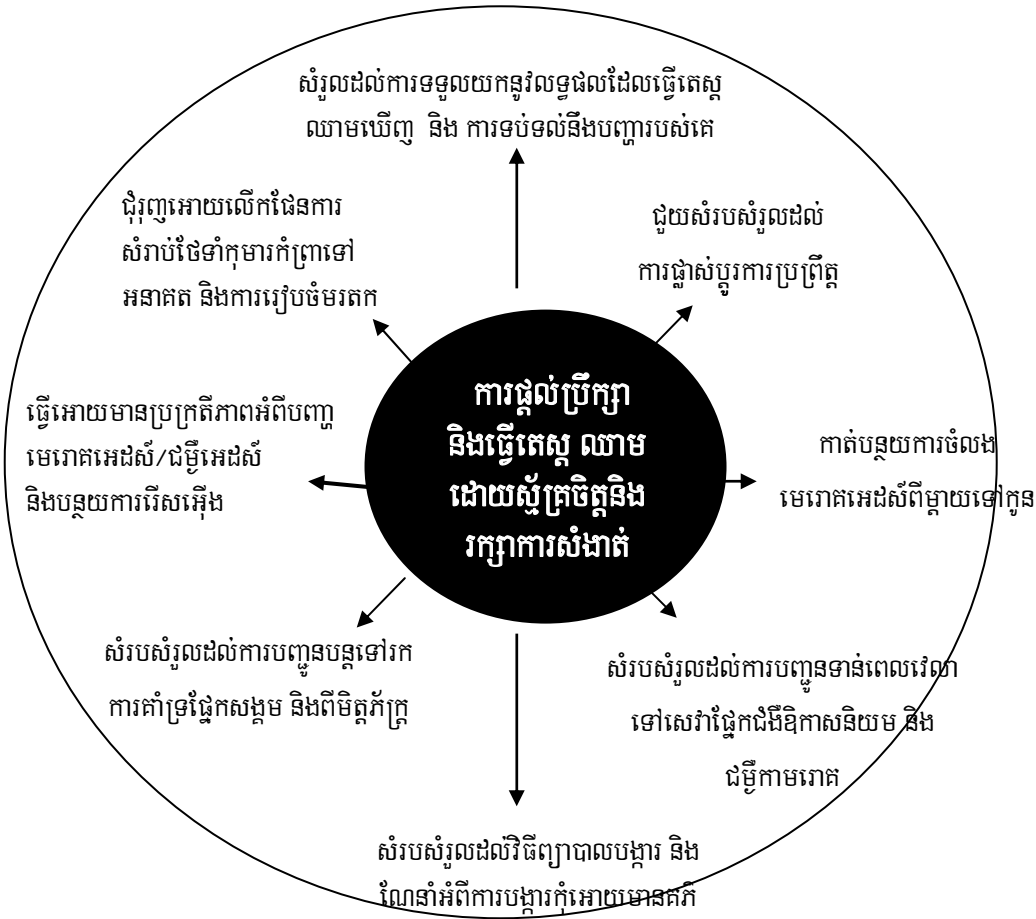 សំរួលដល់ការទទួលយកនូវលទ្ធផលដែលធ្វើតេស្ត
ឈាមឃើញ និង ការទប់ទល់នឹងបញ្ហារបស់គេ
ជុំរុញអោយលើកផែនការ
សំរាប់ថែទាំកុមារកំព្រាទៅ
អនាគត និងការរៀបចំមរតក
ជួយសំរបសំរួលដល់
ការផ្លាស់ប្តូរការប្រព្រឹត្ត
ការផ្តល់ប្រឹក្សា
និងធ្វើតេស្ត ឈាម
ដោយស្ម័គ្រចិត្តនិង
រក្សាការសំងាត់
ធ្វើអោយមានប្រក្រតីភាពអំពីបញ្ហា
មេរោគអេដស៍/ជម្ងឺអេដស៍
និងបន្ថយការរើសអើង
កាត់បន្ថយការចំលង
មេរោគអេដស៍ពីម្តាយទៅកូន
សំរបសំរួលដល់ការបញ្ជូនបន្តទៅរក
ការគាំទ្រផ្នែកសង្គម និងពីមិត្តភ័ក្ត្រ
សំរបសំរួលដល់ការបញ្ជូនទាន់ពេលវេលា
ទៅសេវាផ្នែកជំងឺឱកាសនិយម និង
ជម្ងឺកាមរោគ
សំរបសំរួលដល់វិធីព្យាបាលបង្ការ និង
ណែនាំអំពីការបង្ការកុំអោយមានគភ៌